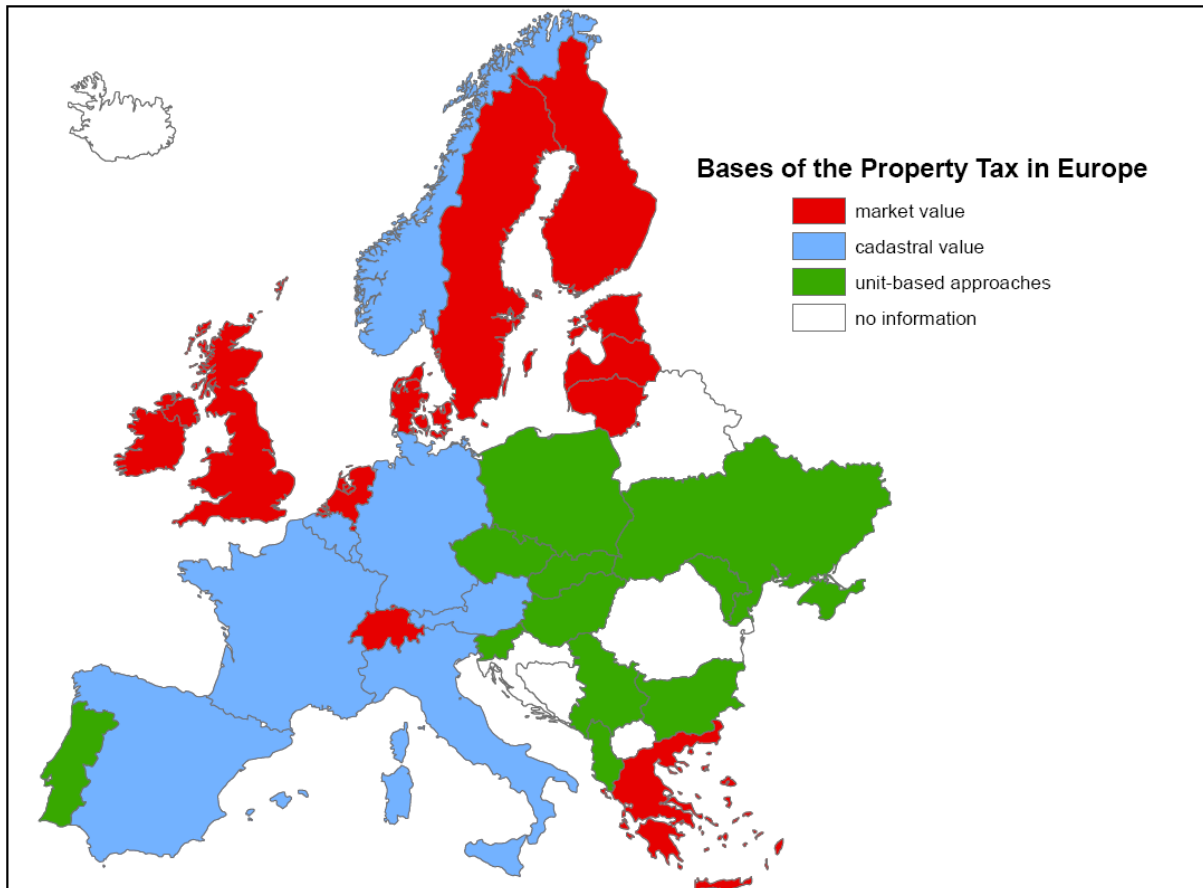 Bases of the Property Tax in Europe
market value
cadastral value
unit-based approaches
no information